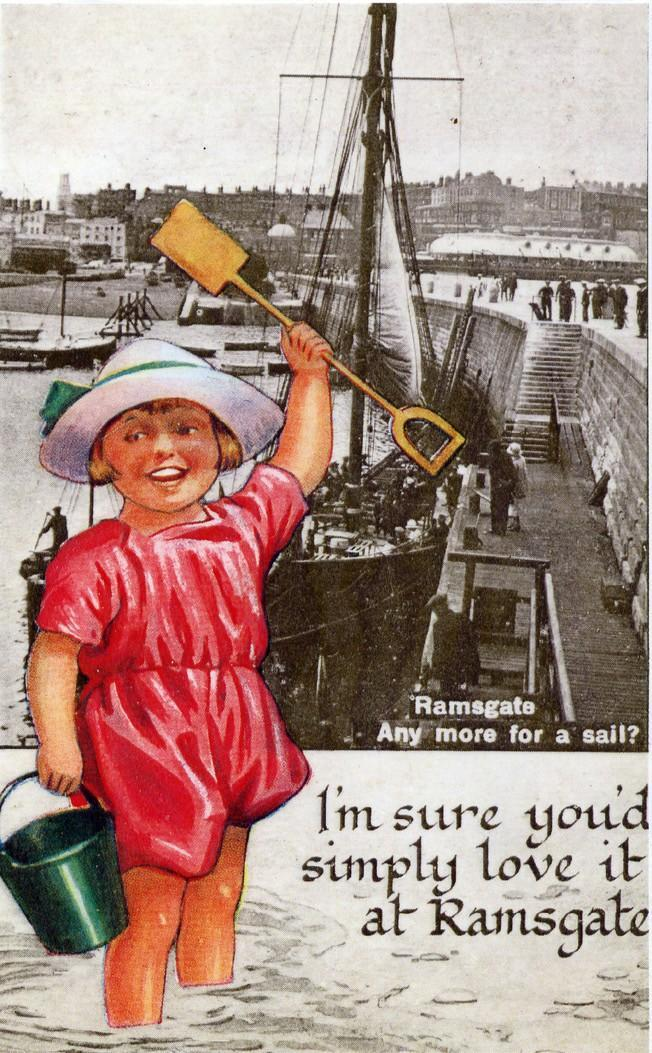 Ramsgate
Any more for a sail?
I'm sure you'd
simply love it
at Ramsgate